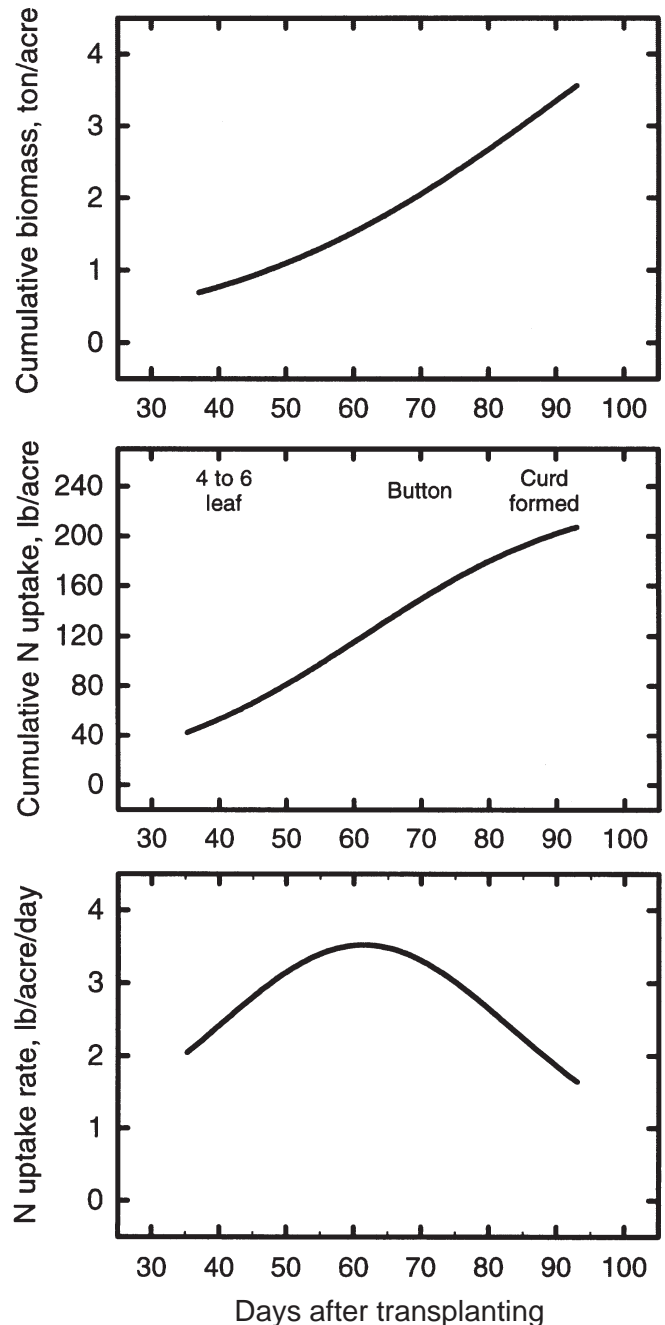 Cumulative biomass, ton/acre
4
3
2
1
0
30 40 50 60 70 80 90 100
Cumulative N uptake, lb/acre
240
200
160
120
80
40
0
4 to 6
leaf
Button
Curd
formed
30 40 50 60 70 80 90 100
N uptake rate, lb/acre/day
4
3
2
1
0
30 40 50 60 70 80 90 100
Days after transplanting